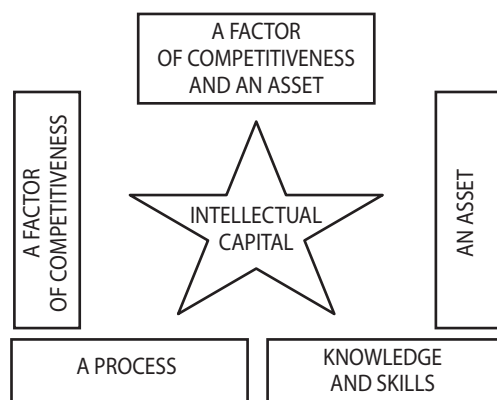 A FACTOR
OF COMPETITIVENESS
AND AN ASSET
A FACTOR
OF COMPETITIVENESS
INTELLECTUAL
CAPITAL
AN ASSET
A PROCESS
KNOWLEDGE
AND SKILLS